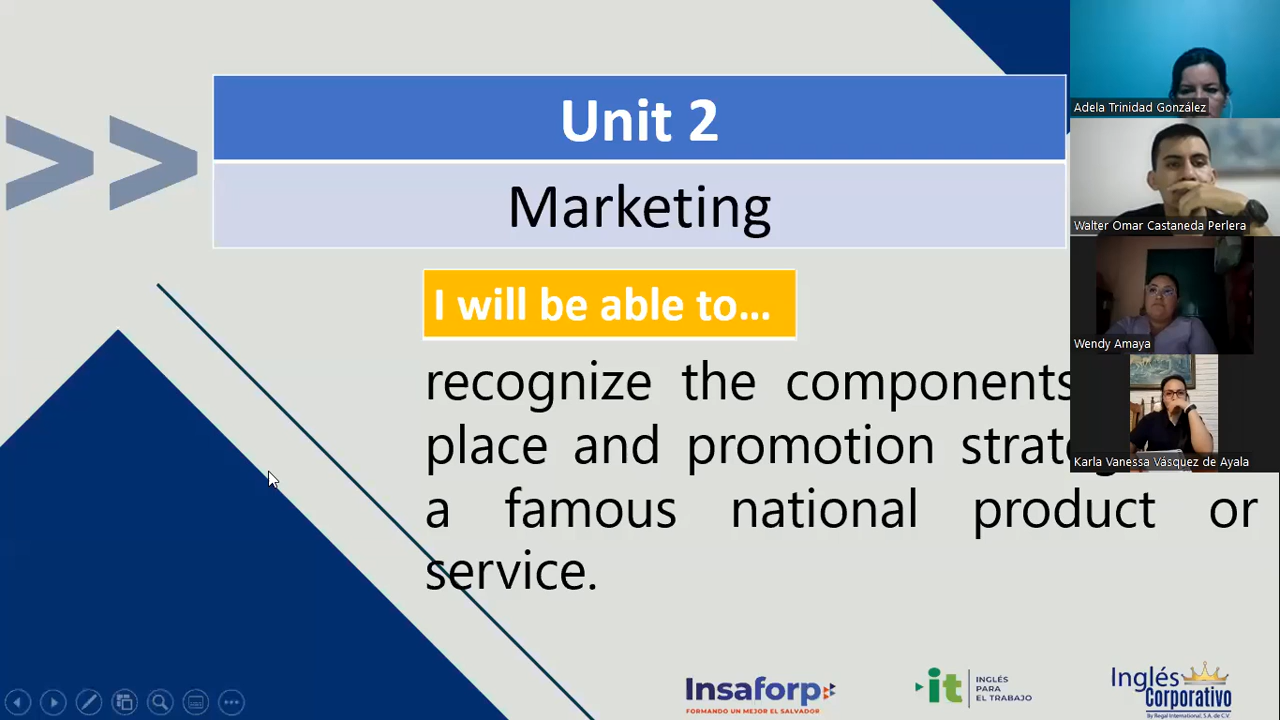 Unit 2
Marketing
I will be able to...
recognize the components
place and promotion
a famous national product or
service.
Adela Trinidad González
Walter Omar Castaneda Perlera
Wendy Amaya
Karla Vanessa Vásquez de Ayala
Insaforp
FORMANDO UN MEJOR EL SALVADOR
it INGLÉS
PARA
EL TRABAJO
Inglés
Corporativo
By Regal International, S.A. de C.V.